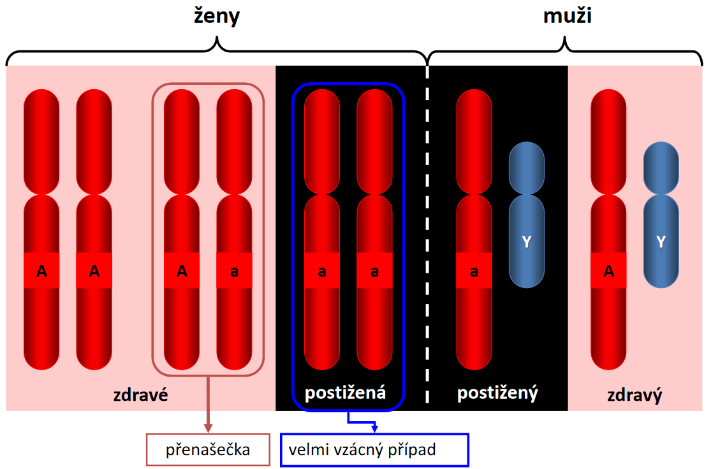 ženy
muži
A A A a a a a Y A Y
zdravé
postižená
postižený
zdravý
přenašečka
velmi vzácný případ